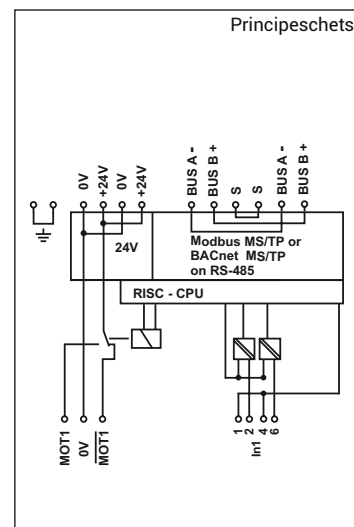 Principeschets
0V
+24V
0V
+24V
BUS A -
BUS B +
S
S
BUS A -
BUS B +
24V
Modbus MS/TP or
BACnet MS/TP
on RS-485
RISC - CPU
MOT1
0V
MOT1
1
2
4
6
In1